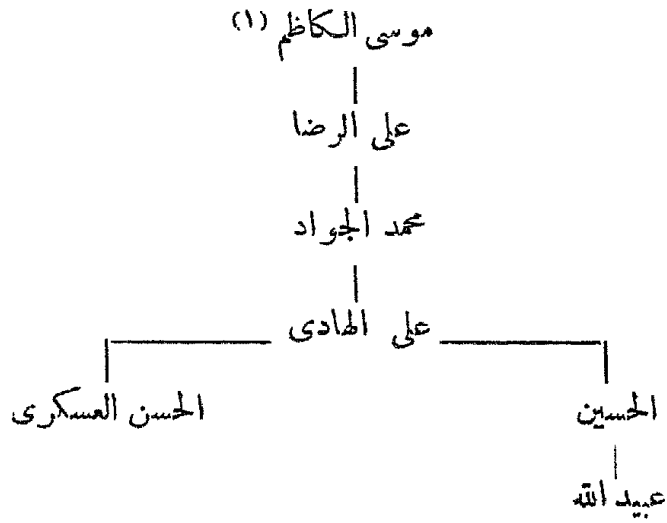 موسى الكاظم (١)
على الرضا
محمد الجواد
على الهادى
الحسين
الحسن العسكرى
عبيد الله